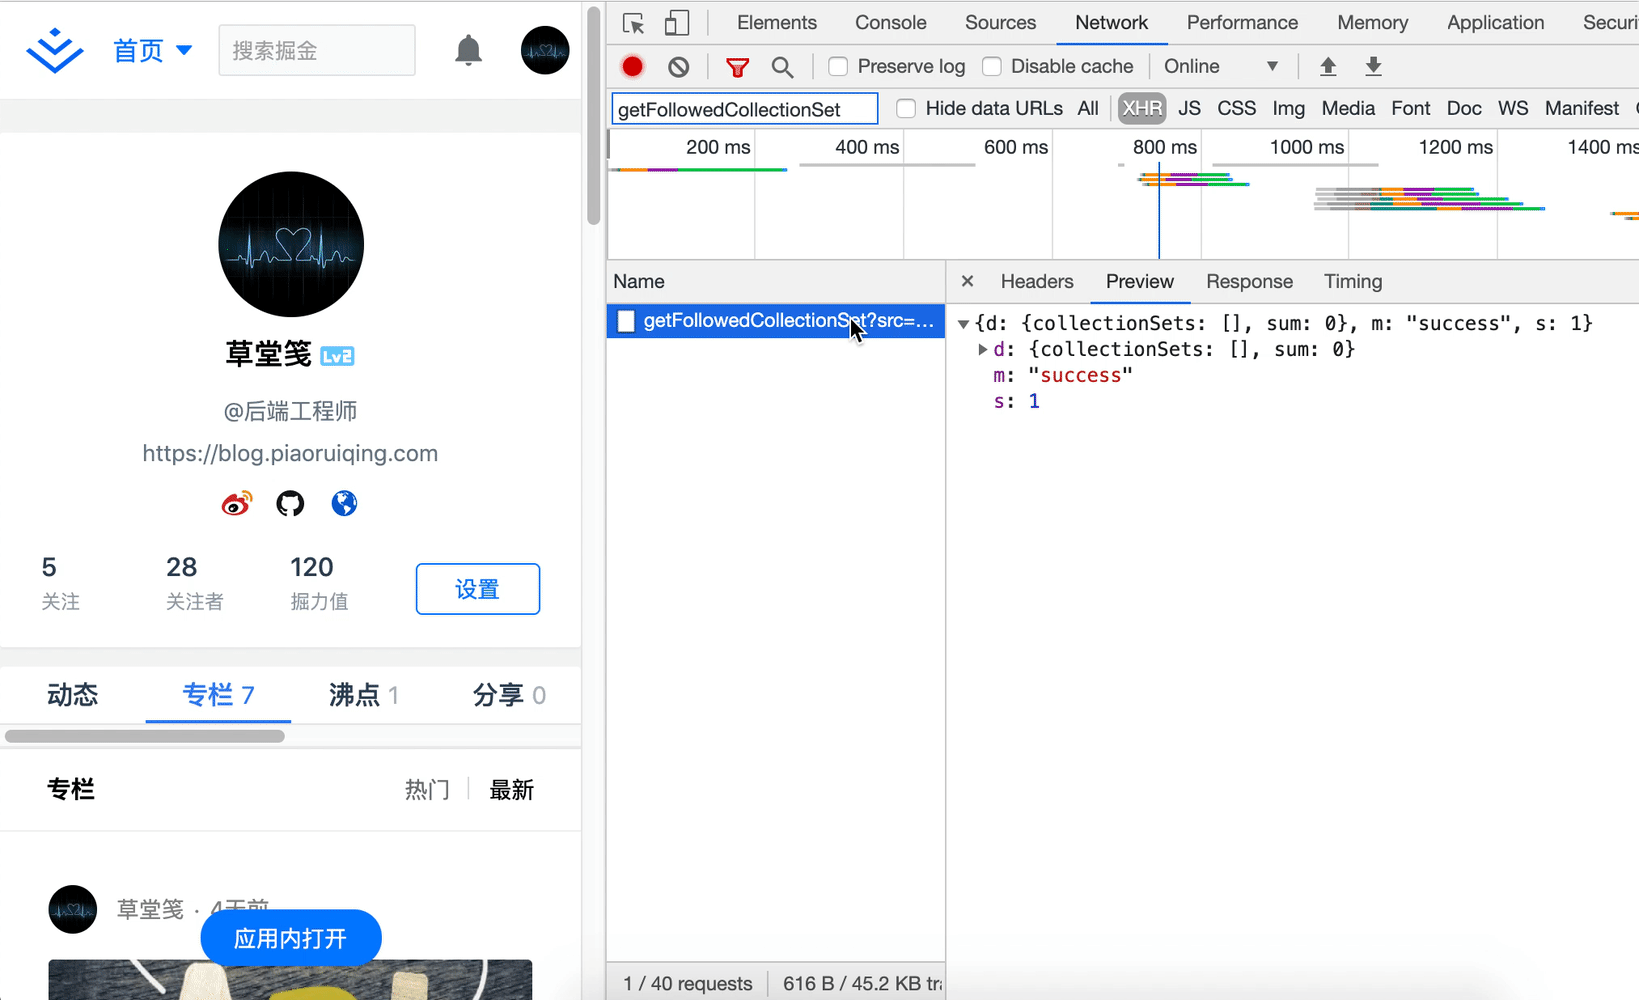 首页
搜索掘金
草堂笺 Lv2
@后端工程师
https://blog.piaoruiqing.com
5
关注
28
关注者
120
掘力值
设置
动态
专栏 7
沸点 1
分享 0
专栏
热门
最新
草堂笺 · 4天前
应用内打开
Elements Console Sources Network Performance Memory Application Securi
Preserve log Disable cache Online
getFollowedCollectionSet Hide data URLs All XHR JS CSS Img Media Font Doc WS Manifest
200 ms 400 ms 600 ms 800 ms 1000 ms 1200 ms 1400 ms
Name
getFollowedCollectionSet?src=…
Headers Preview Response Timing
{d: {collectionSets: [], sum: 0}, m: "success", s: 1}
d: {collectionSets: [], sum: 0}
m: "success"
s: 1
1 / 40 requests 616 B / 45.2 KB tra